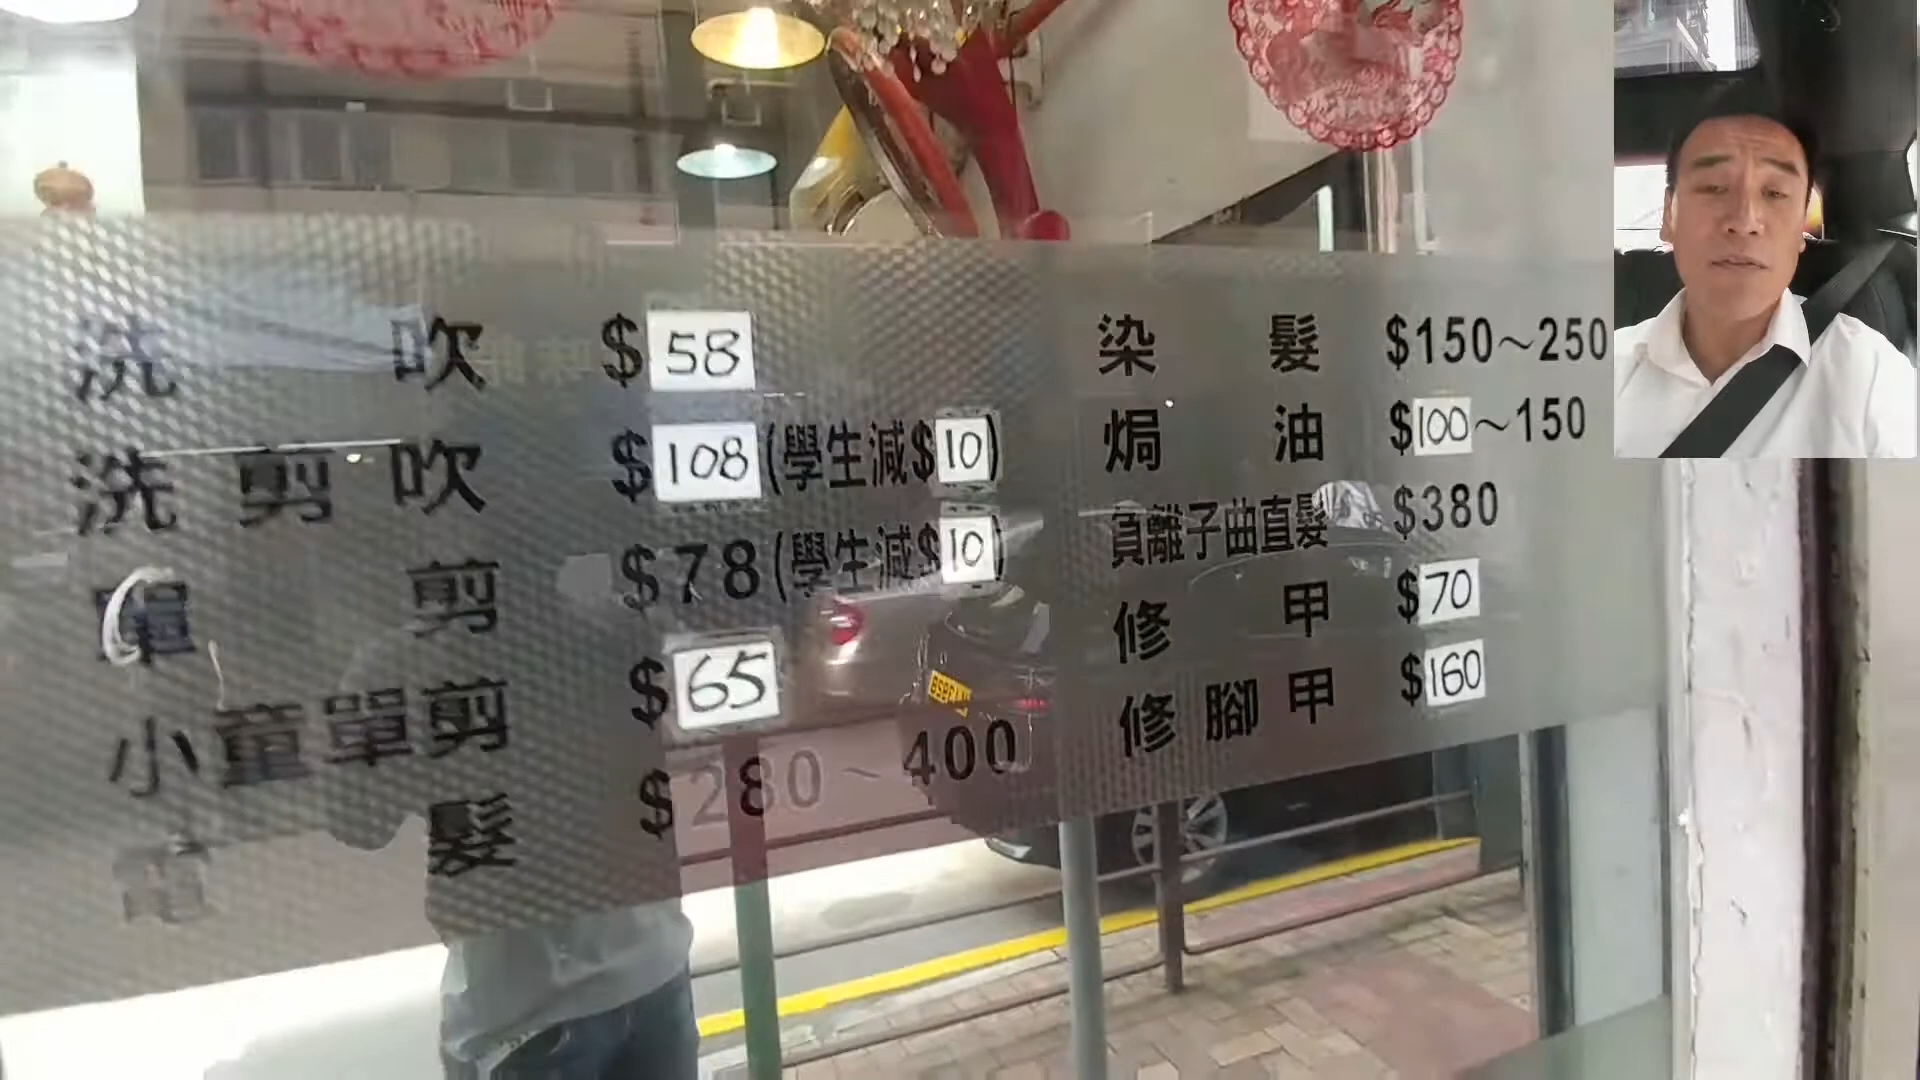 洗吹 $58
洗剪吹 $108 (學生減$10)
單剪 $78 (學生減$10)
小童單剪 $65
電髮 $280～400
染髮 $150～250
焗油 $100～150
負離子曲直髮 $380
修甲 $70
修腳甲 $160